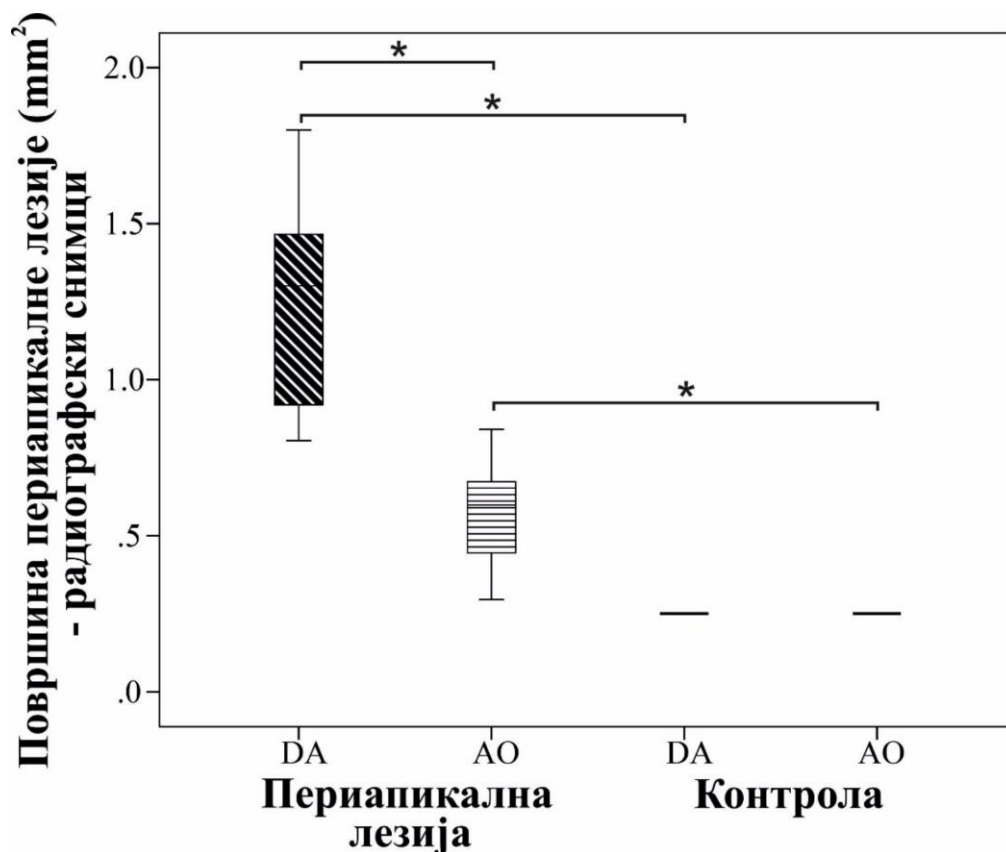 Површина периапикалне лезије (mm²)
- радиографски снимци
2.0
1.5
1.0
.5
.0
*
*
*
DA AO DA AO
Периапикална Контрола
лезија